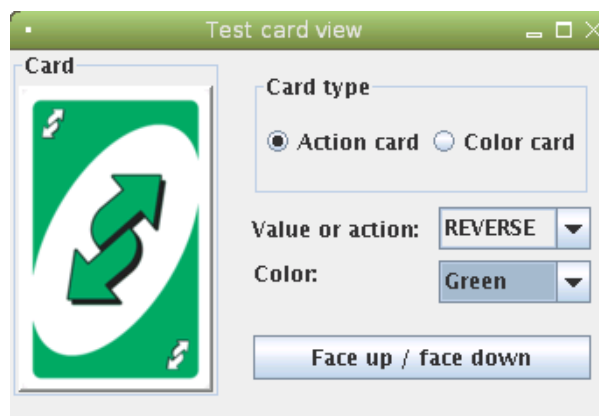 Test card view
Card
Card type
Action card Color card
Value or action: REVERSE
Color: Green
Face up / face down